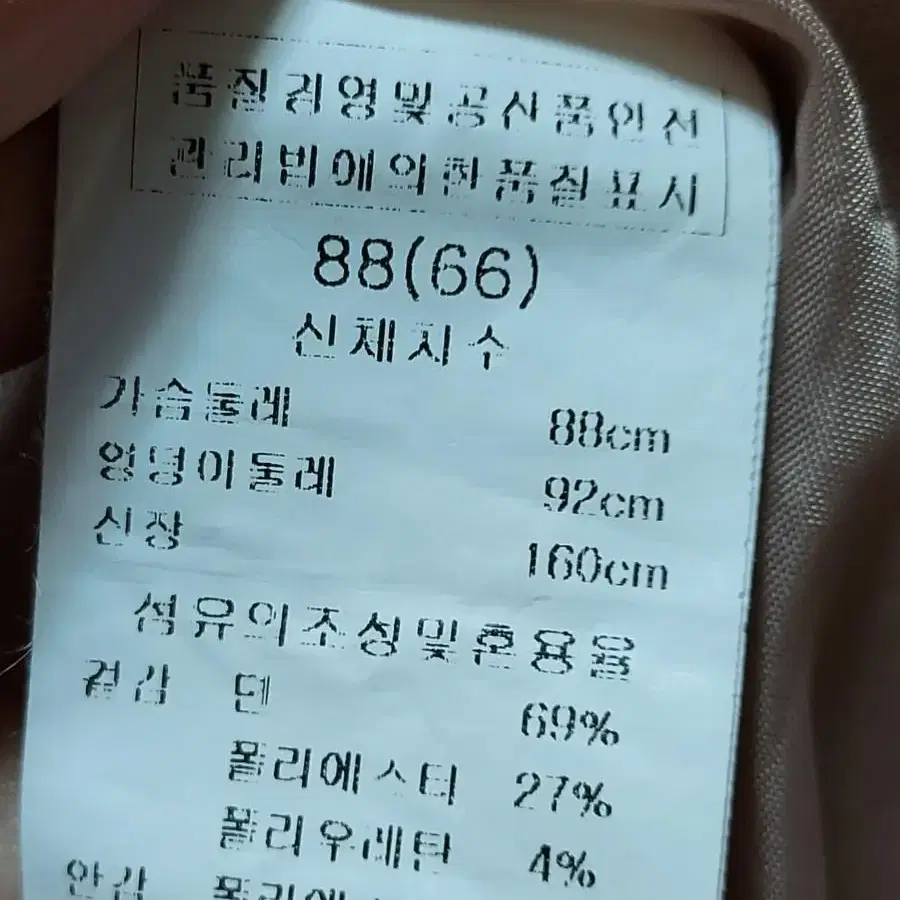 품질경영및공산품안전
관리법에의한품질표시
88(66)
신체치수
가슴둘레 88cm
엉덩이둘레 92cm
신장 160cm
섬유의조성및혼용율
겉감 면 69%
폴리에스터 27%
폴리우레탄 4%
안감